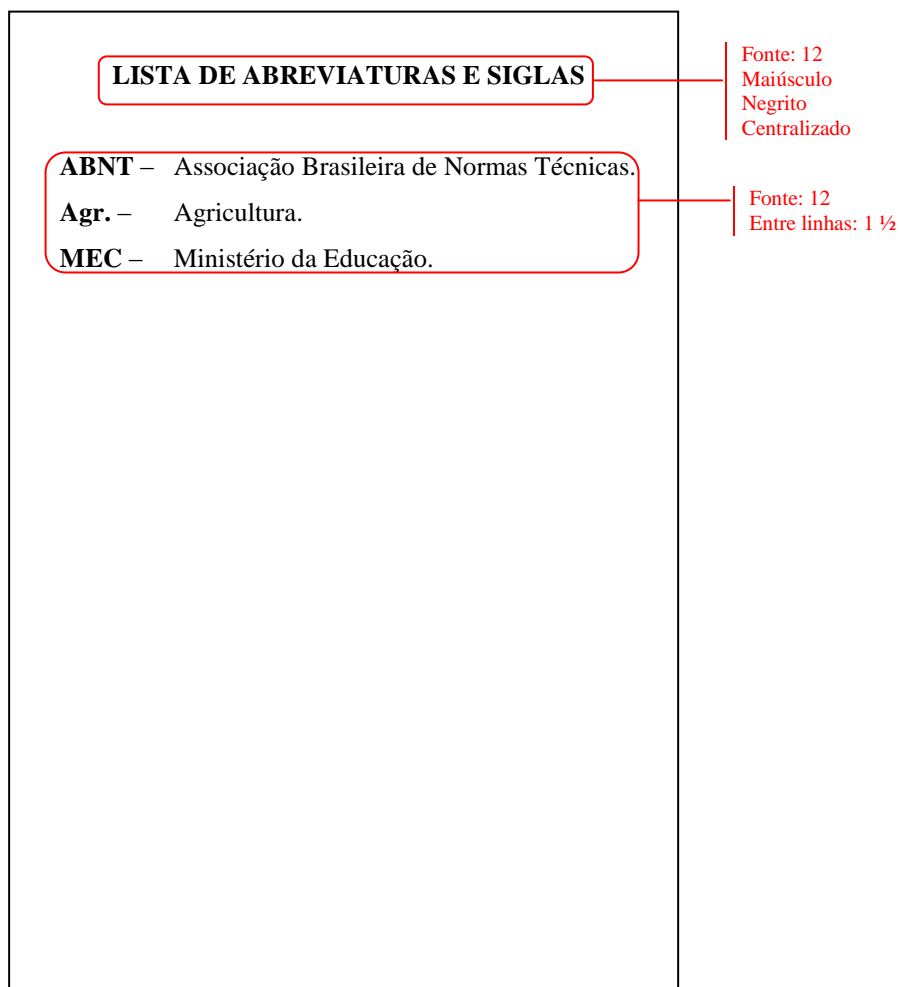 LISTA DE ABREVIATURAS E SIGLAS
Fonte: 12
Maiúsculo
Negrito
Centralizado
ABNT – Associação Brasileira de Normas Técnicas.
Agr. – Agricultura.
MEC – Ministério da Educação.
Fonte: 12
Entre linhas: 1 ½